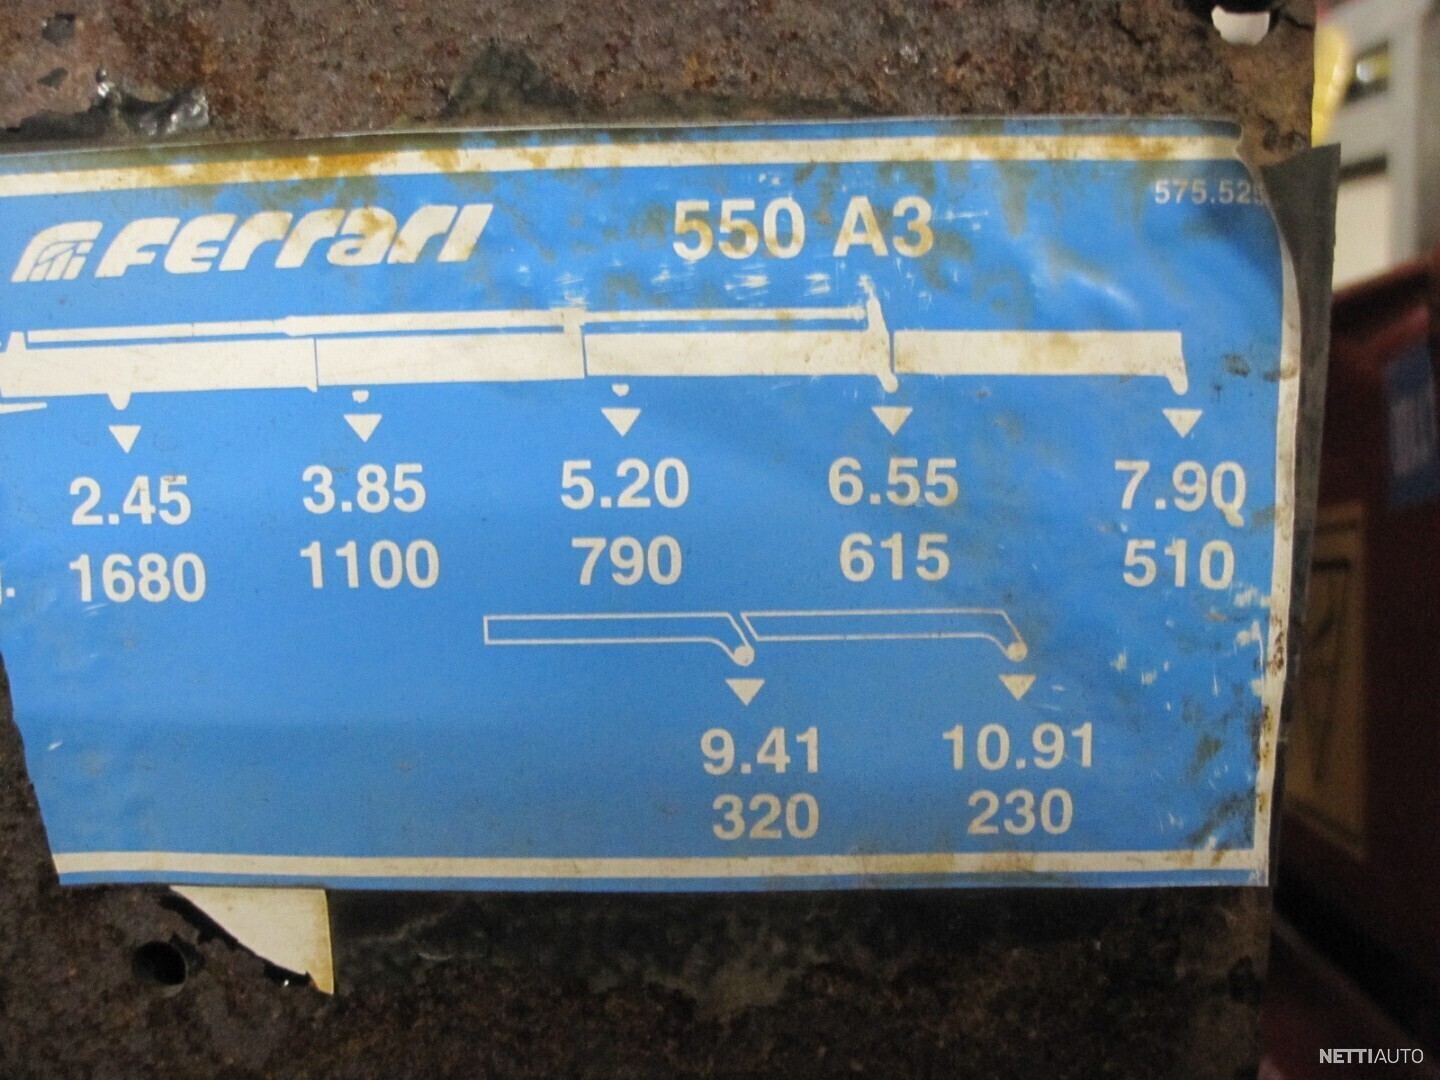 Ferrari 550 A3 575.525
2.45 3.85 5.20 6.55 7.90
1680 1100 790 615 510
9.41 10.91
320 230
NETTIAUTO